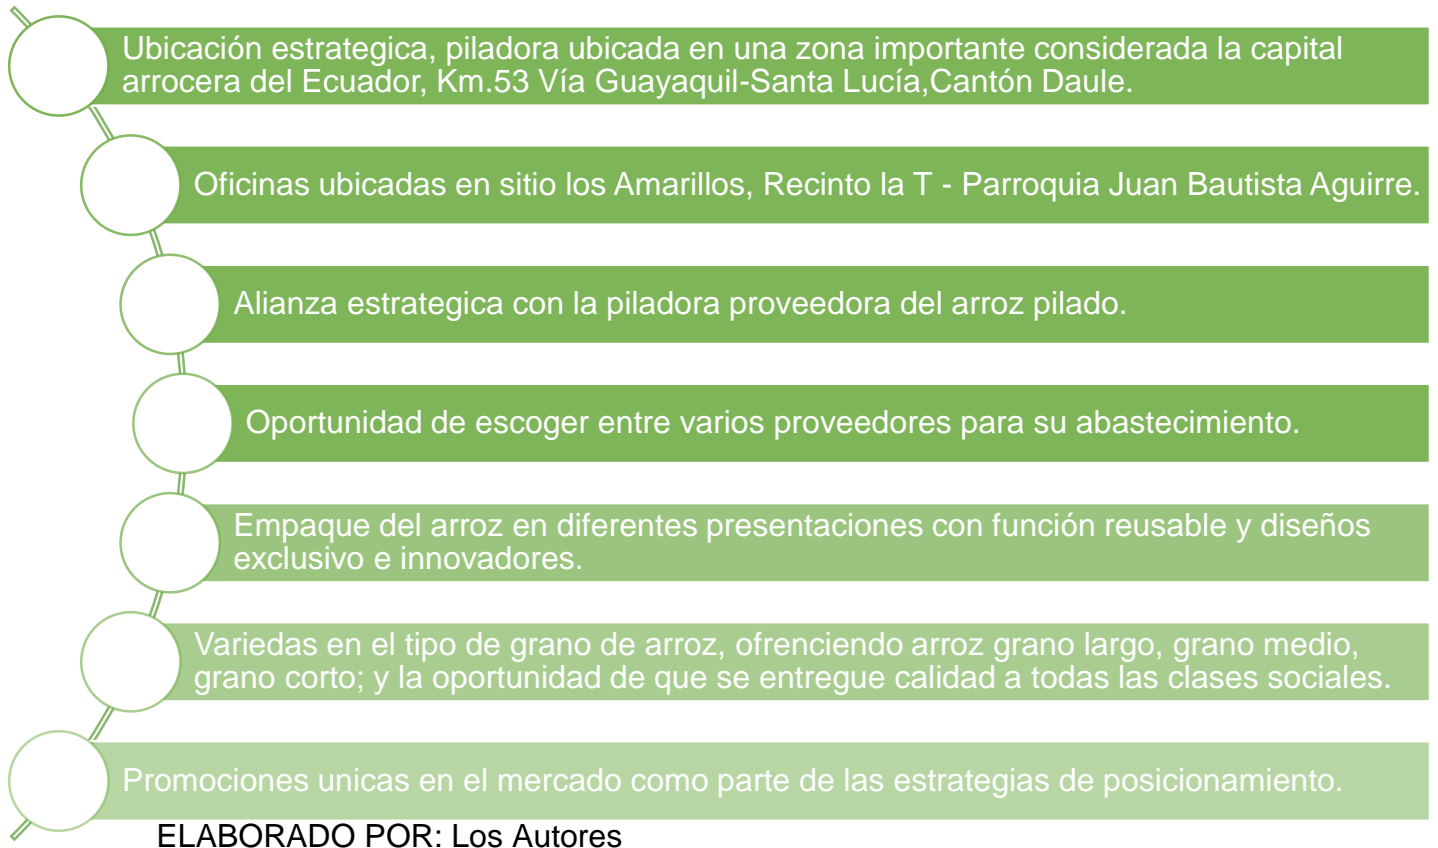 Ubicación estrategica, piladora ubicada en una zona importante considerada la capital
arrocera del Ecuador, Km.53 Vía Guayaquil-Santa Lucía,Cantón Daule.
Oficinas ubicadas en sitio los Amarillos, Recinto la T - Parroquia Juan Bautista Aguirre.
Alianza estrategica con la piladora proveedora del arroz pilado.
Oportunidad de escoger entre varios proveedores para su abastecimiento.
Empaque del arroz en diferentes presentaciones con función reusable y diseños
exclusivo e innovadores.
Variedas en el tipo de grano de arroz, ofrenciendo arroz grano largo, grano medio,
grano corto; y la oportunidad de que se entregue calidad a todas las clases sociales.
Promociones unicas en el mercado como parte de las estrategias de posicionamiento.
ELABORADO POR: Los Autores